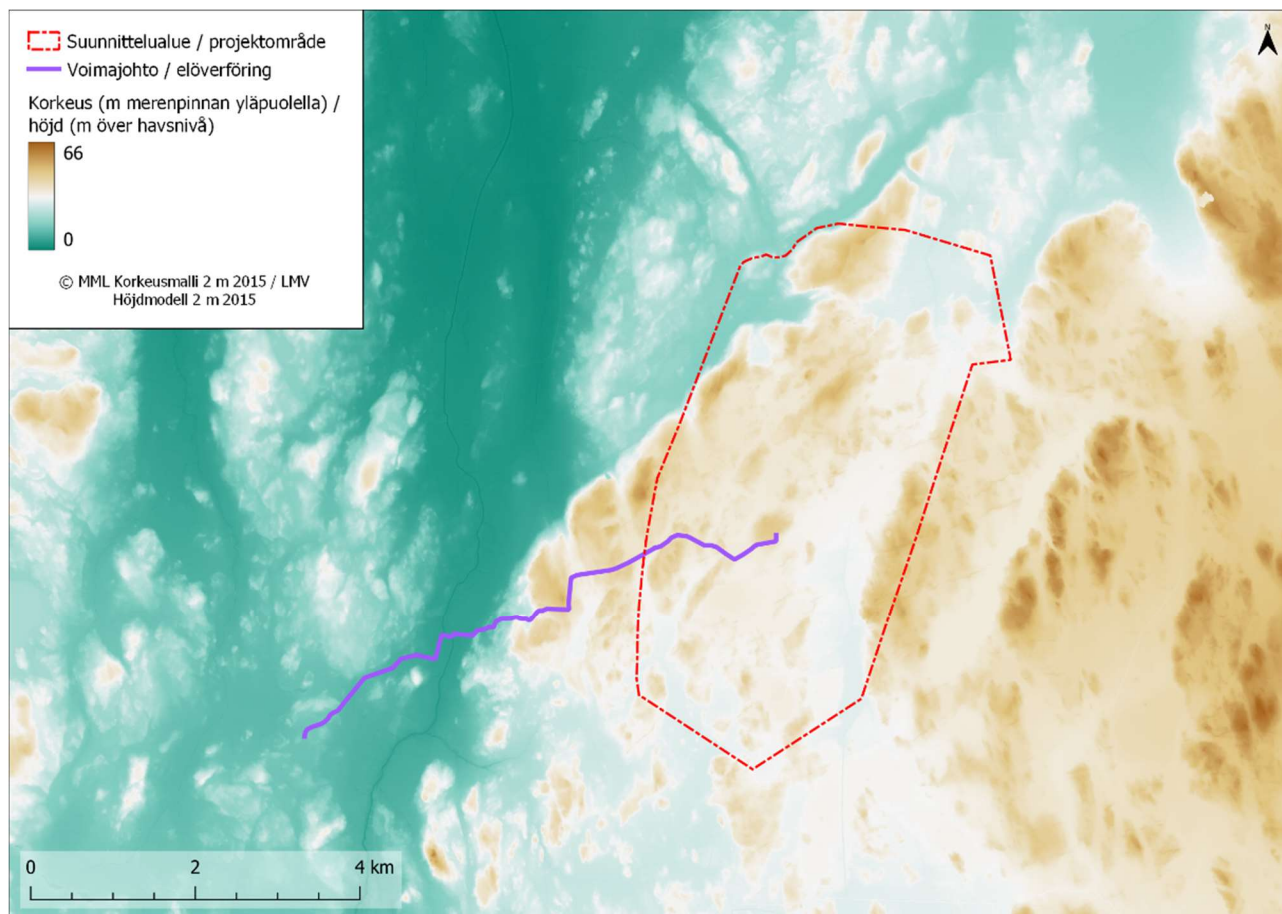 Suunnittelualue / projektområde
Voimajohto / elöverföring
Korkeus (m merenpinnan yläpuolella) /
höjd (m över havsnivå)
66
0
© MML Korkeusmalli 2 m 2015 / LMV
Höjdmodell 2 m 2015
N
0 2 4 km